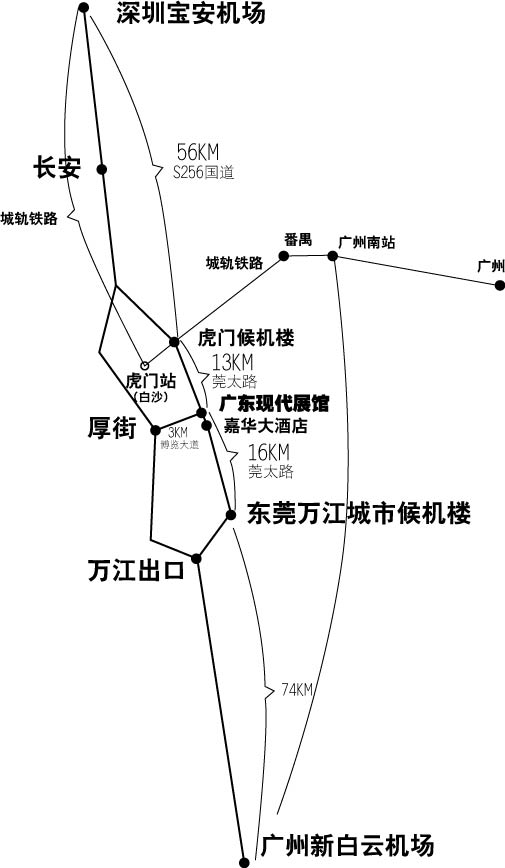 深圳宝安机场
56KM
S256国道
长安
城轨铁路
番禺
广州南站
城轨铁路
广州
虎门候机楼
13KM
莞太路
虎门站
(白沙)
广东现代展馆
嘉华大酒店
厚街
3KM
博览大道
16KM
莞太路
东莞万江城市候机楼
万江出口
74KM
广州新白云机场